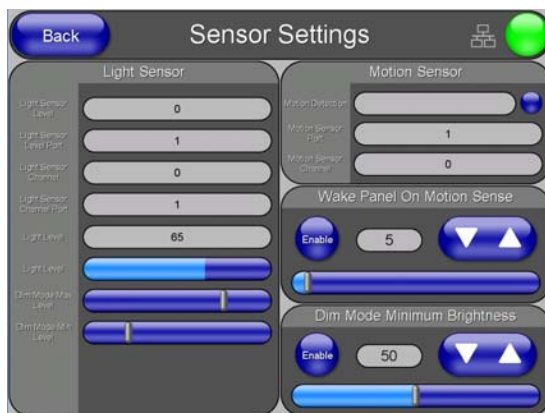 Back
Sensor Settings
Light Sensor
Light Sensor
Level
0
Light Sensor
Level Port
1
Light Sensor
Channel
0
Light Sensor
Channel Port
1
Light Level
65
Light Level
Dim Mode Max
Level
Dim Mode Min
Level
Motion Sensor
Motion Detection
Motion Sensor
Port
1
Motion Sensor
Channel
0
Wake Panel On Motion Sense
Enable
5
Dim Mode Minimum Brightness
Enable
50